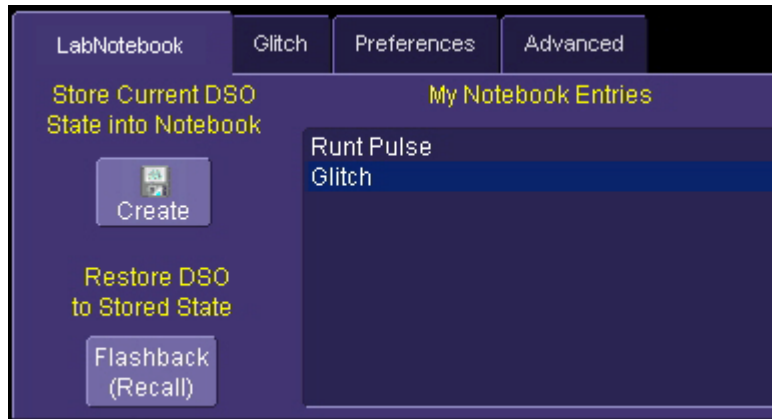 LabNotebook Glitch Preferences Advanced
Store Current DSO
State into Notebook
Create
Restore DSO
to Stored State
Flashback
(Recall)
My Notebook Entries
Runt Pulse
Glitch